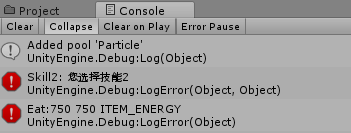 Project
Console
Clear
Collapse
Clear on Play
Error Pause
Added pool 'Particle'
UnityEngine.Debug:Log(Object)
Skill2: 您选择技能2
UnityEngine.Debug:LogError(Object, Object)
Eat:750 750 ITEM_ENERGY
UnityEngine.Debug:LogError(Object)